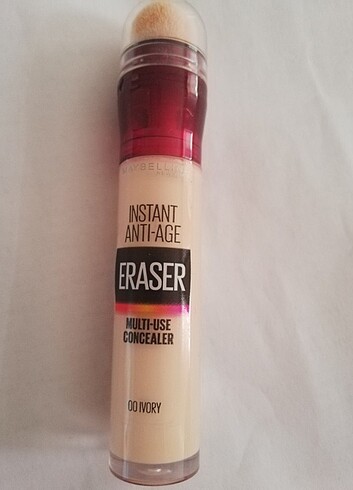 MAYBELLINE
INSTANT
ANTI-AGE
ERASER
MULTI-USE
CONCEALER
00 IVORY